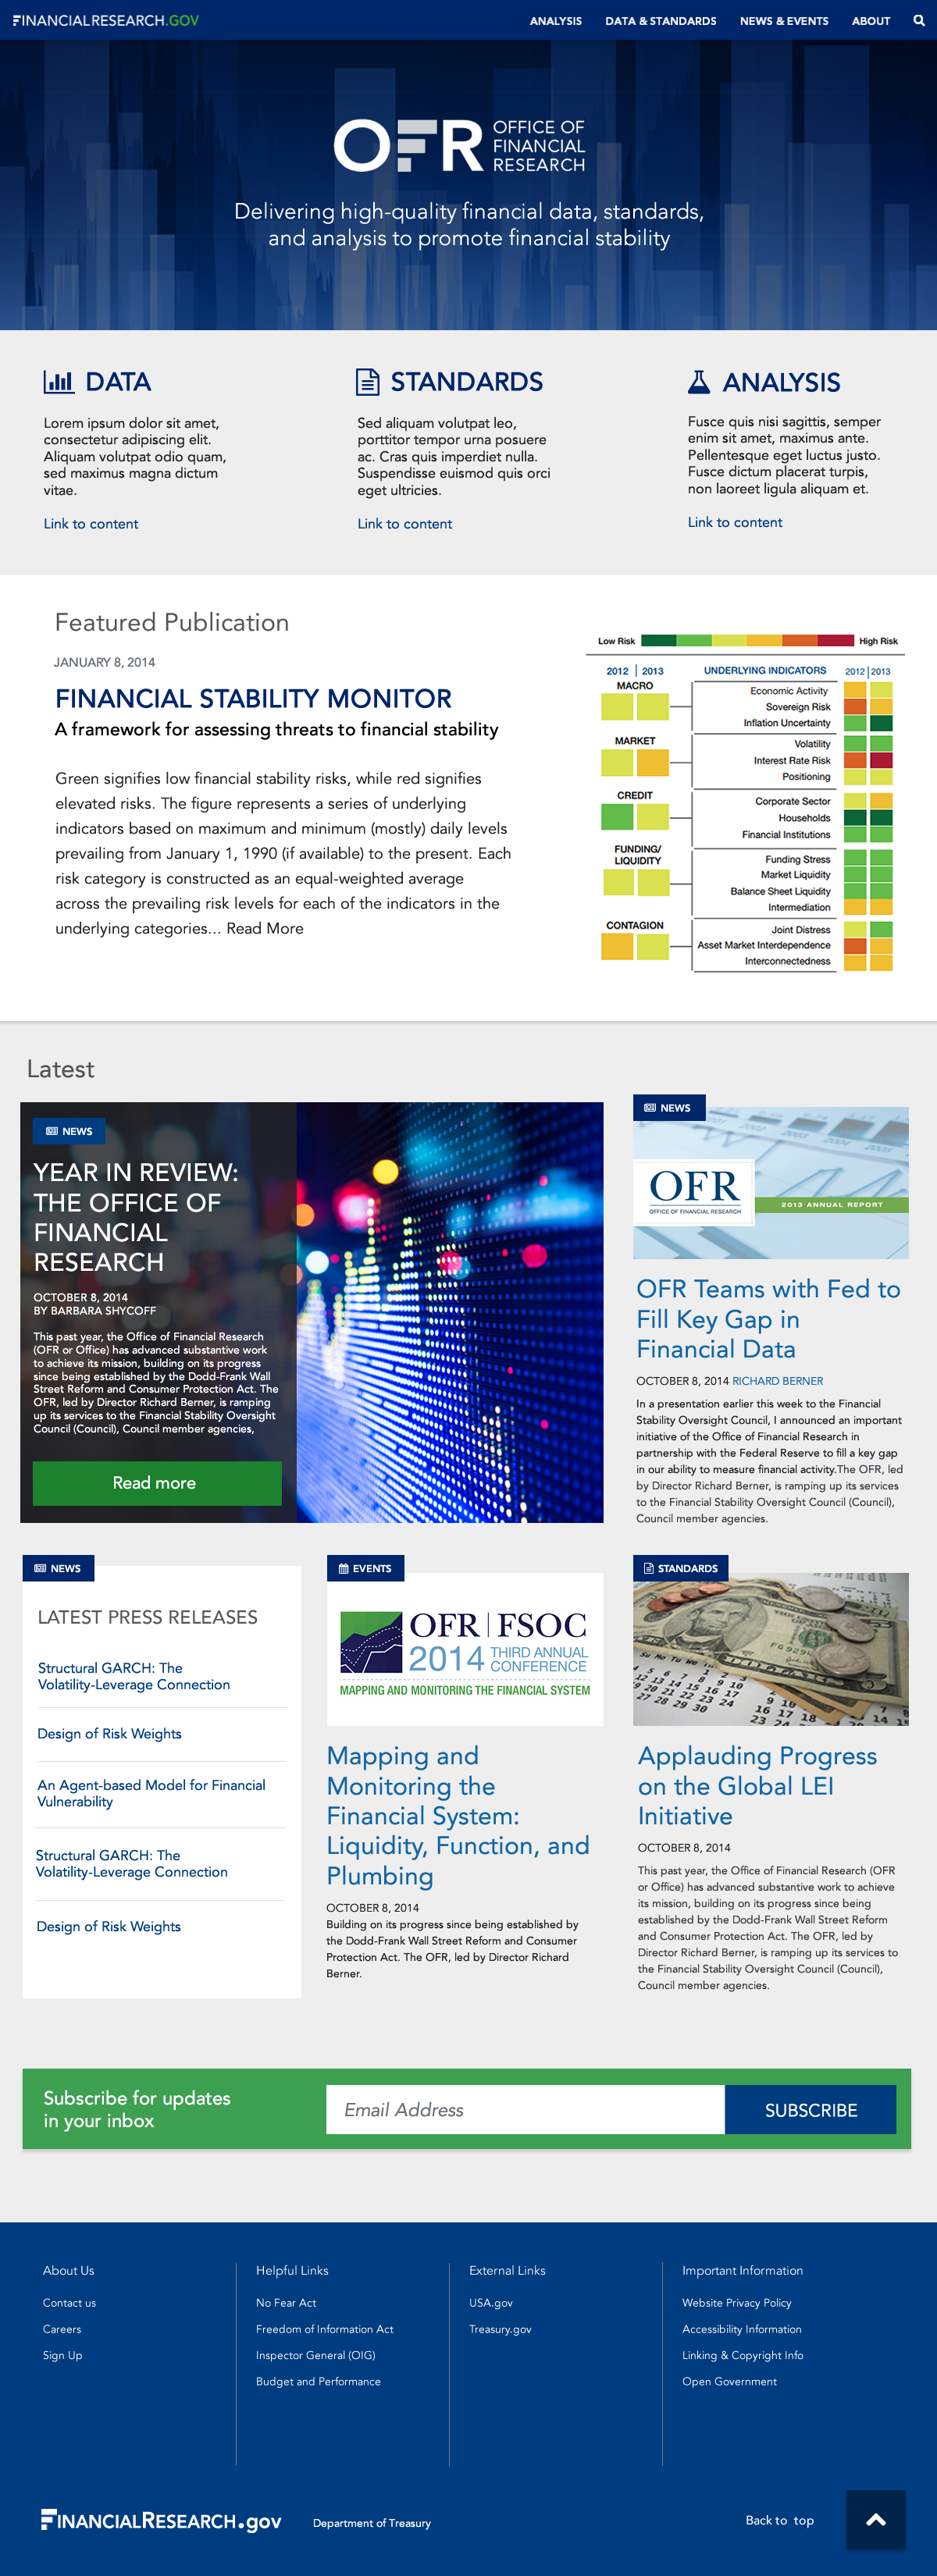 FINANCIALRESEARCH.GOV
ANALYSIS
DATA & STANDARDS
NEWS & EVENTS
ABOUT
OFR
OFFICE OF
FINANCIAL
RESEARCH
Delivering high-quality financial data, standards,
and analysis to promote financial stability
DATA
Lorem ipsum dolor sit amet,
consectetur adipiscing elit.
Aliquam volutpat odio quam,
sed maximus magna dictum
vitae.
Link to content
STANDARDS
Sed aliquam volutpat leo,
porttitor tempor urna posuere
ac. Cras quis imperdiet nulla.
Suspendisse euismod quis orci
eget ultricies.
Link to content
ANALYSIS
Fusce quis nisi sagittis, semper
enim sit amet, maximus ante.
Pellentesque eget luctus justo.
Fusce dictum placerat turpis,
non laoreet ligula aliquam et.
Link to content
Featured Publication
JANUARY 8, 2014
FINANCIAL STABILITY MONITOR
A framework for assessing threats to financial stability
Green signifies low financial stability risks, while red signifies
elevated risks. The figure represents a series of underlying
indicators based on maximum and minimum (mostly) daily levels
prevailing from January 1, 1990 (if available) to the present. Each
risk category is constructed as an equal-weighted average
across the prevailing risk levels for each of the indicators in the
underlying categories... Read More
Low Risk
High Risk
2012 | 2013
UNDERLYING INDICATORS
2012 | 2013
MACRO
Economic Activity
Sovereign Risk
Inflation Uncertainty
MARKET
Volatility
Interest Rate Risk
Positioning
CREDIT
Corporate Sector
Households
Financial Institutions
FUNDING/
LIQUIDITY
Funding Stress
Market Liquidity
Balance Sheet Liquidity
Intermediation
CONTAGION
Joint Distress
Asset Market Interdependence
Interconnectedness
Latest
NEWS
YEAR IN REVIEW:
THE OFFICE OF
FINANCIAL
RESEARCH
OCTOBER 8, 2014
BY BARBARA SHYCOFF
This past year, the Office of Financial Research
(OFR or Office) has advanced substantive work
to achieve its mission, building on its progress
since being established by the Dodd-Frank Wall
Street Reform and Consumer Protection Act. The
OFR, led by Director Richard Berner, is ramping
up its services to the Financial Stability Oversight
Council (Council), Council member agencies,
Read more
NEWS
OFR
OFFICE OF FINANCIAL RESEARCH
2013 ANNUAL REPORT
OFR Teams with Fed to
Fill Key Gap in
Financial Data
OCTOBER 8, 2014 RICHARD BERNER
In a presentation earlier this week to the Financial
Stability Oversight Council, I announced an important
initiative of the Office of Financial Research in
partnership with the Federal Reserve to fill a key gap
in our ability to measure financial activity.The OFR, led
by Director Richard Berner, is ramping up its services
to the Financial Stability Oversight Council (Council),
Council member agencies.
NEWS
LATEST PRESS RELEASES
Structural GARCH: The
Volatility-Leverage Connection
Design of Risk Weights
An Agent-based Model for Financial
Vulnerability
Structural GARCH: The
Volatility-Leverage Connection
Design of Risk Weights
EVENTS
OFR | FSOC
2014 THIRD ANNUAL
CONFERENCE
MAPPING AND MONITORING THE FINANCIAL SYSTEM
Mapping and
Monitoring the
Financial System:
Liquidity, Function, and
Plumbing
OCTOBER 8, 2014
Building on its progress since being established by
the Dodd-Frank Wall Street Reform and Consumer
Protection Act. The OFR, led by Director Richard
Berner.
STANDARDS
Applauding Progress
on the Global LEI
Initiative
OCTOBER 8, 2014
This past year, the Office of Financial Research (OFR
or Office) has advanced substantive work to achieve
its mission, building on its progress since being
established by the Dodd-Frank Wall Street Reform
and Consumer Protection Act. The OFR, led by
Director Richard Berner, is ramping up its services to
the Financial Stability Oversight Council (Council),
Council member agencies.
Subscribe for updates
in your inbox
Email Address
SUBSCRIBE
About Us
Contact us
Careers
Sign Up
Helpful Links
No Fear Act
Freedom of Information Act
Inspector General (OIG)
Budget and Performance
External Links
USA.gov
Treasury.gov
Important Information
Website Privacy Policy
Accessibility Information
Linking & Copyright Info
Open Government
FINANCIALRESEARCH.gov
Department of Treasury
Back to top